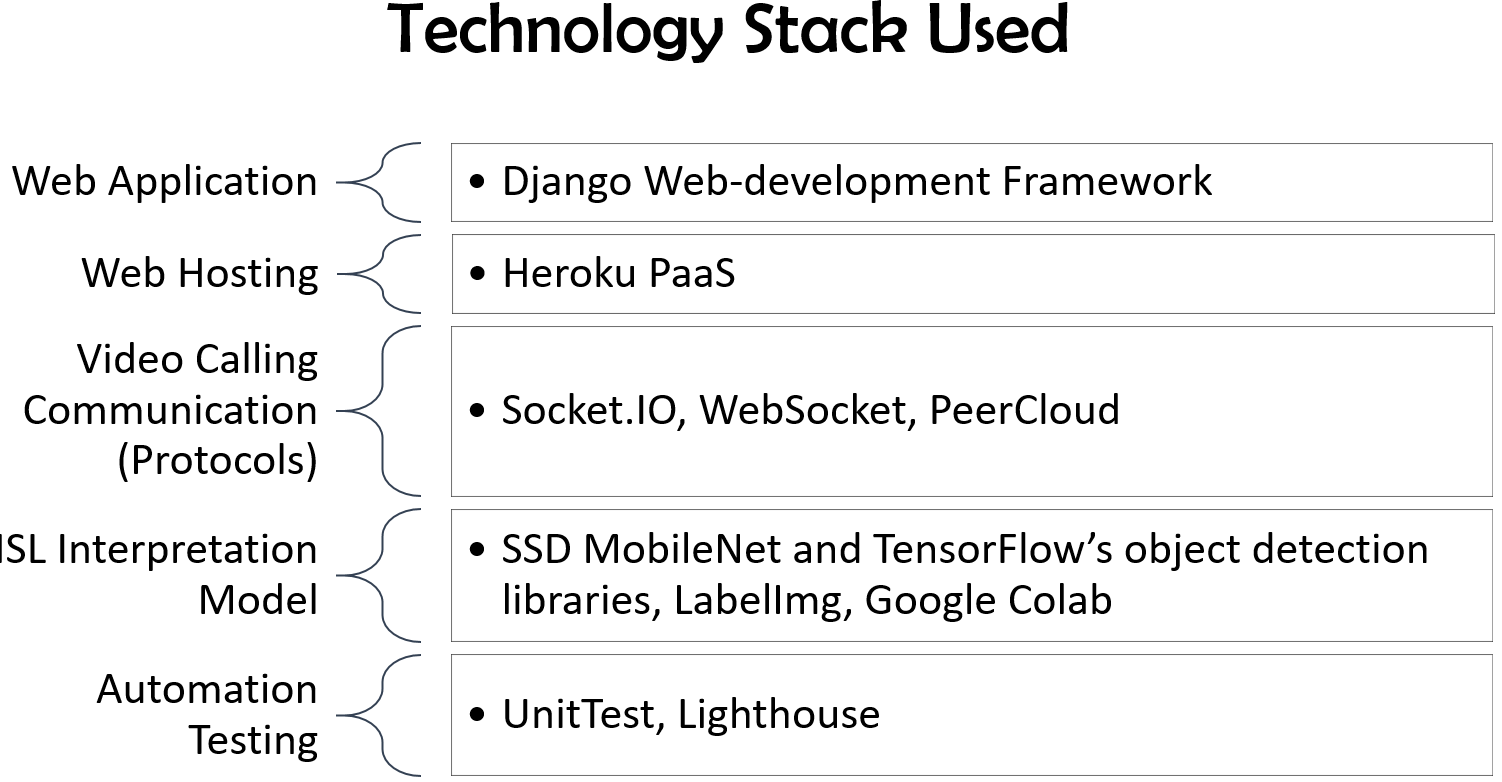 Technology Stack Used
Web Application
• Django Web-development Framework
Web Hosting
• Heroku PaaS
Video Calling
Communication
(Protocols)
• Socket.IO, WebSocket, PeerCloud
ISL Interpretation
Model
• SSD MobileNet and TensorFlow’s object detection
libraries, LabelImg, Google Colab
Automation
Testing
• UnitTest, Lighthouse